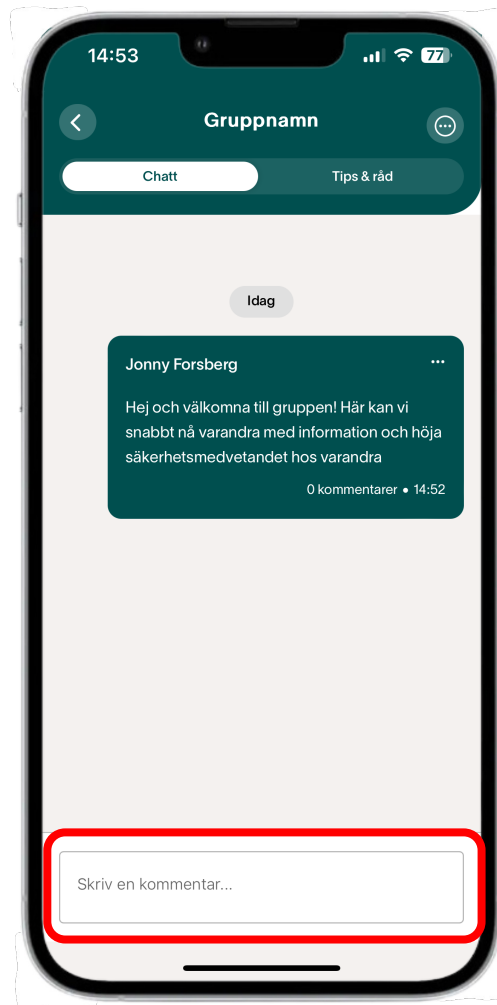 14:53
77
Gruppnamn
Chatt
Tips & råd
Idag
Jonny Forsberg
Hej och välkomna till gruppen! Här kan vi
snabbt nå varandra med information och höja
säkerhetsmedvetandet hos varandra
0 kommentarer • 14:52
Skriv en kommentar...